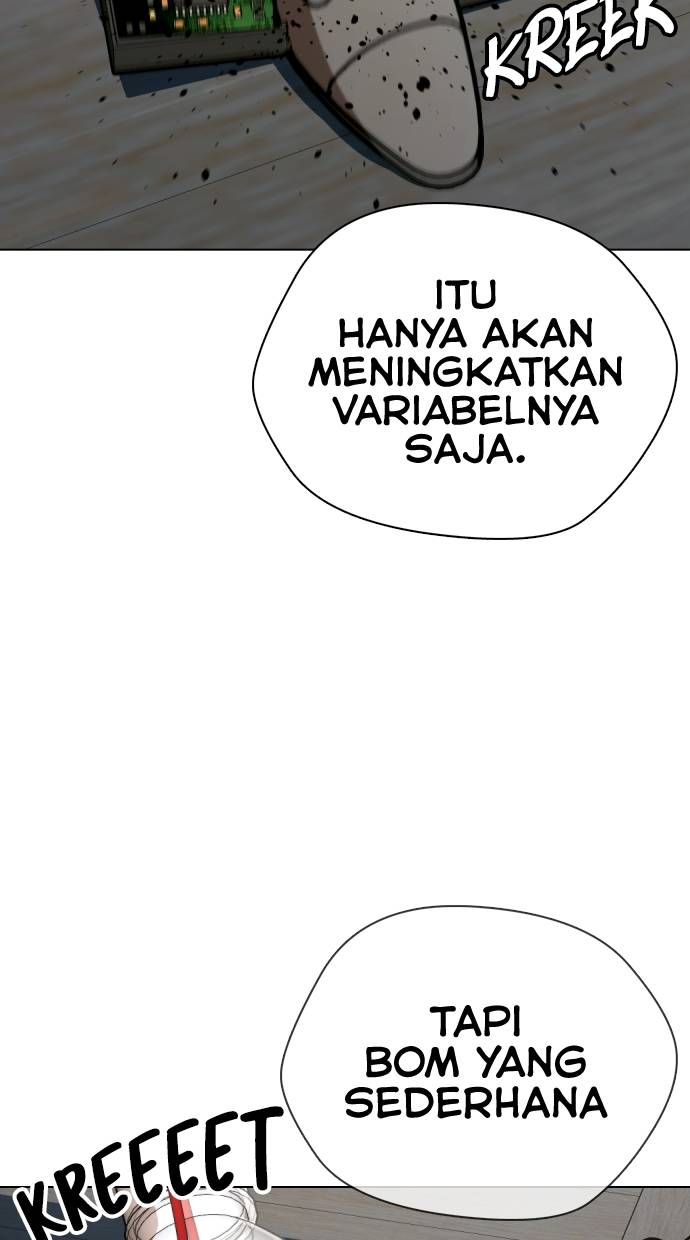 KREEK
ITU
HANYA AKAN
MENINGKATKAN
VARIABELNYA
SAJA.
TAPI
BOM YANG
SEDERHANA
KREEEET